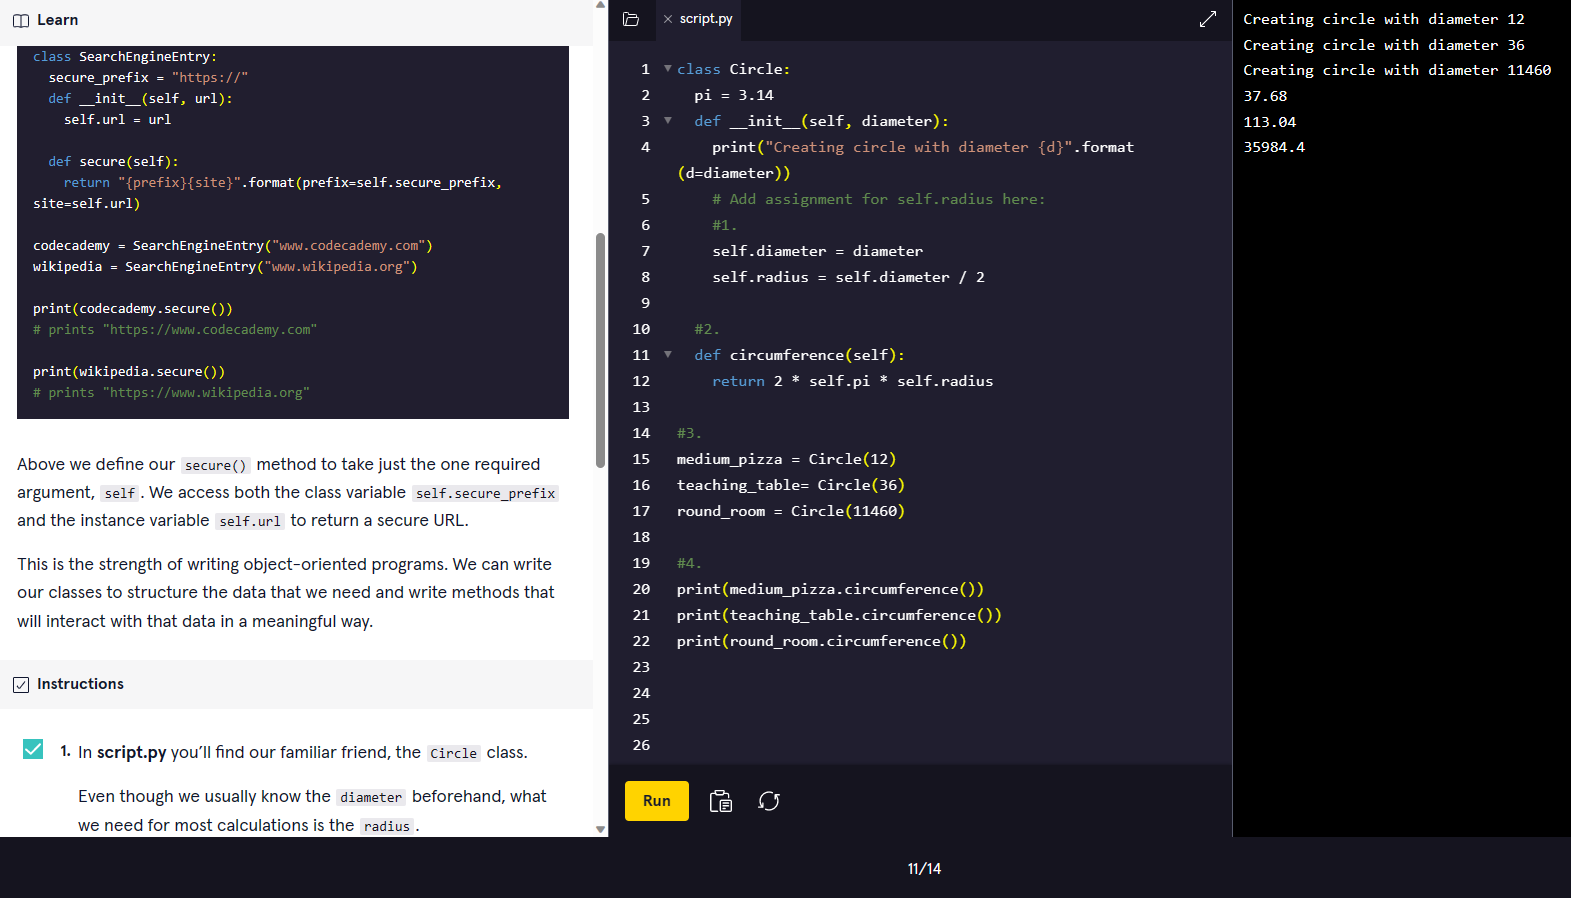 Learn
class SearchEngineEntry:
secure_prefix = "https://"
def __init__(self, url):
self.url = url
def secure(self):
return "{prefix}{site}".format(prefix=self.secure_prefix,
site=self.url)
codecademy = SearchEngineEntry("www.codecademy.com")
wikipedia = SearchEngineEntry("www.wikipedia.org")
print(codecademy.secure())
# prints "https://www.codecademy.com"
print(wikipedia.secure())
# prints "https://www.wikipedia.org"
Above we define our secure() method to take just the one required
argument, self. We access both the class variable self.secure_prefix
and the instance variable self.url to return a secure URL.
This is the strength of writing object-oriented programs. We can write
our classes to structure the data that we need and write methods that
will interact with that data in a meaningful way.
Instructions
1. In script.py you’ll find our familiar friend, the Circle class.
Even though we usually know the diameter beforehand, what
we need for most calculations is the radius.
script.py
1 class Circle:
2 pi = 3.14
3 def __init__(self, diameter):
4 print("Creating circle with diameter {d}".format
(d=diameter))
5 # Add assignment for self.radius here:
6 #1.
7 self.diameter = diameter
8 self.radius = self.diameter / 2
9
10 #2.
11 def circumference(self):
12 return 2 * self.pi * self.radius
13
14 #3.
15 medium_pizza = Circle(12)
16 teaching_table= Circle(36)
17 round_room = Circle(11460)
18
19 #4.
20 print(medium_pizza.circumference())
21 print(teaching_table.circumference())
22 print(round_room.circumference())
23
24
25
26
Run
Creating circle with diameter 12
Creating circle with diameter 36
Creating circle with diameter 11460
37.68
113.04
35984.4
11/14